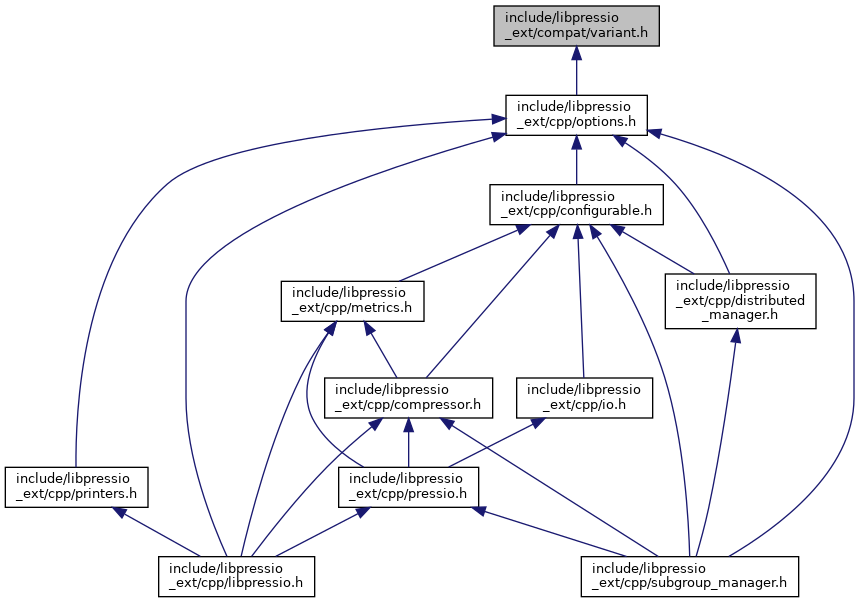 include/libpressio
_ext/compat/variant.h
include/libpressio
_ext/cpp/options.h
include/libpressio
_ext/cpp/configurable.h
include/libpressio
_ext/cpp/metrics.h
include/libpressio
_ext/cpp/distributed
_manager.h
include/libpressio
_ext/cpp/compressor.h
include/libpressio
_ext/cpp/io.h
include/libpressio
_ext/cpp/printers.h
include/libpressio
_ext/cpp/pressio.h
include/libpressio
_ext/cpp/libpressio.h
include/libpressio
_ext/cpp/subgroup_manager.h